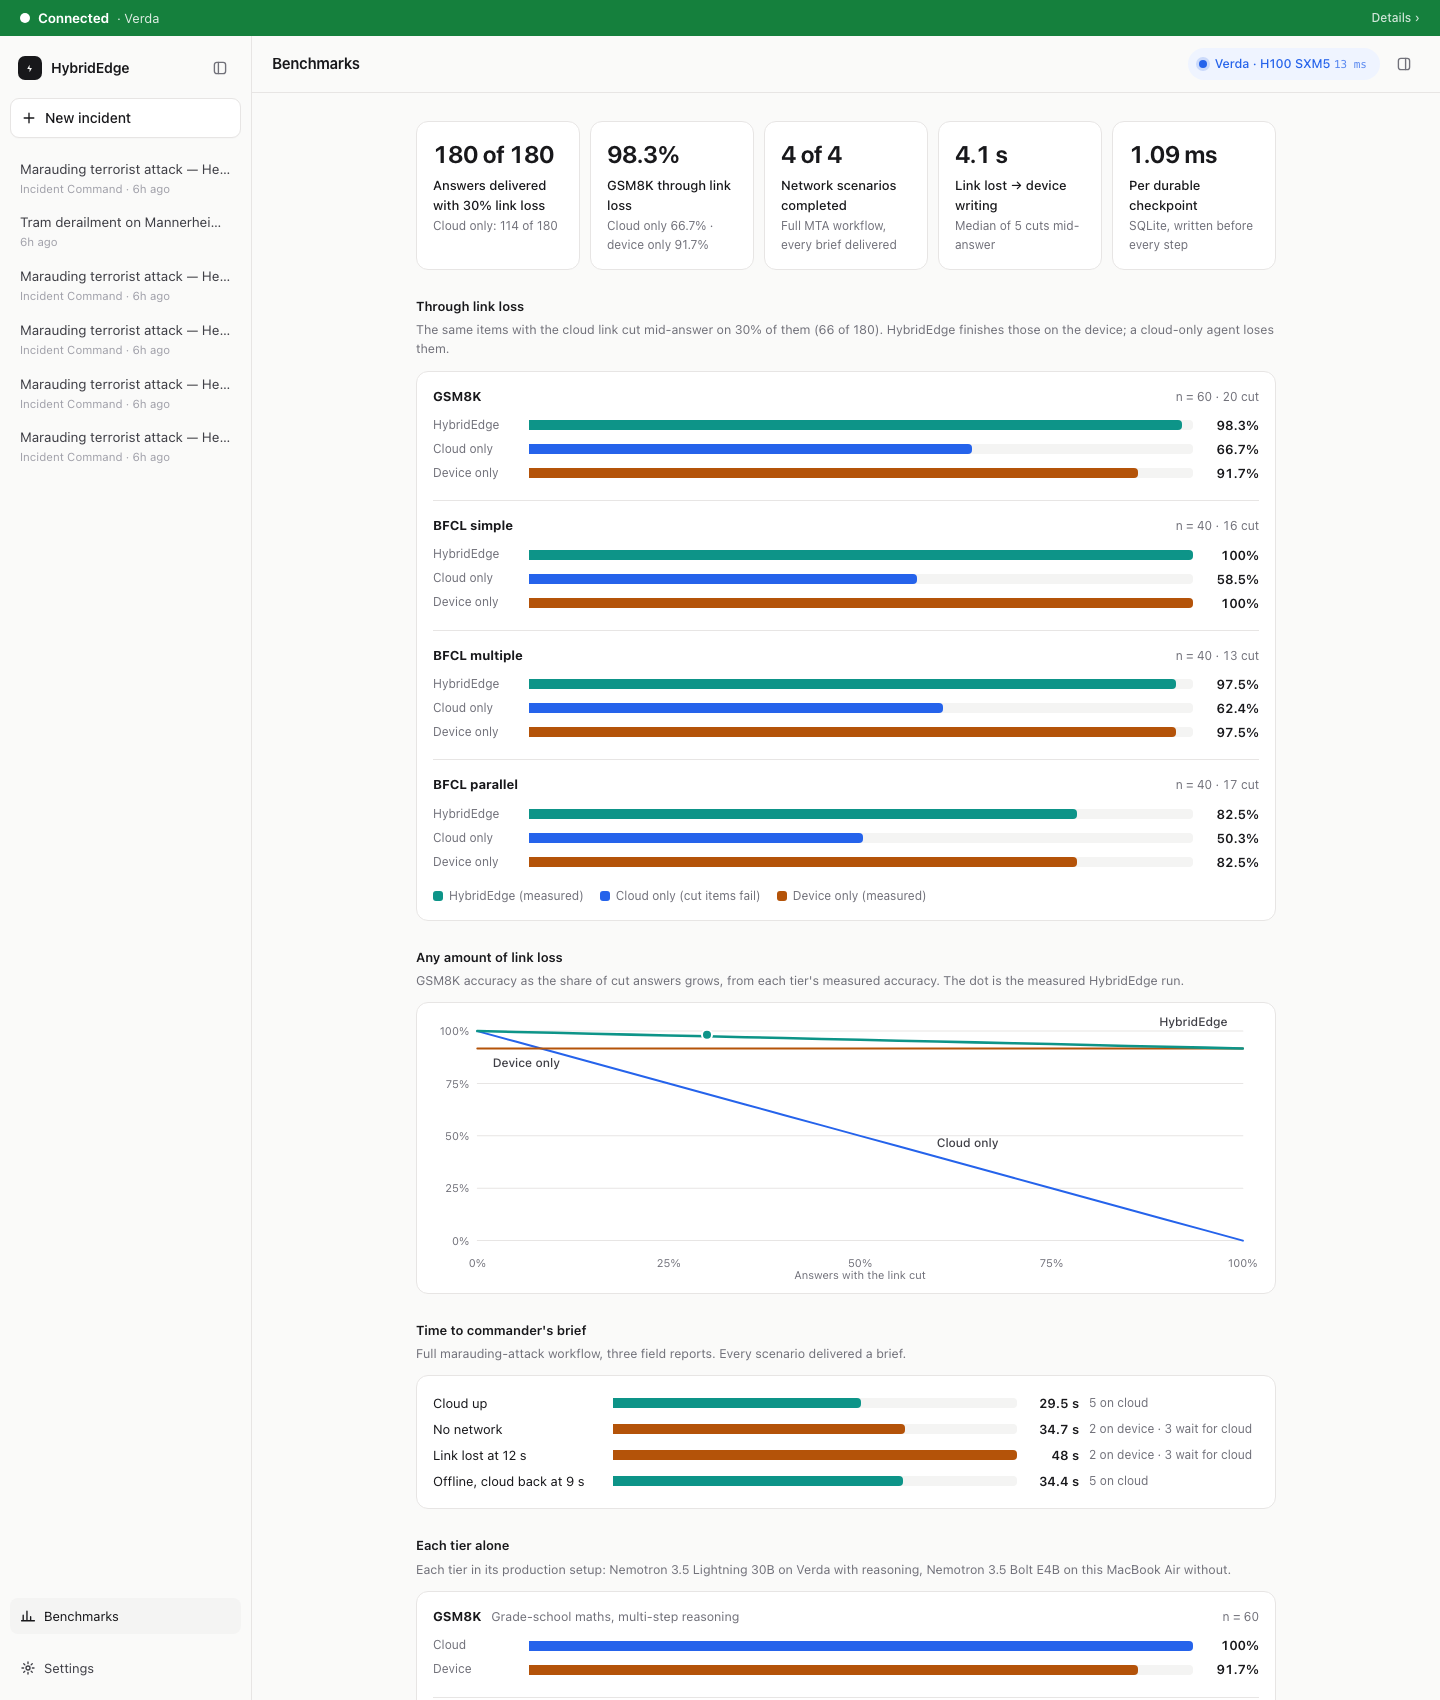 Connected · Verda
Details ›
HybridEdge
New incident
Marauding terrorist attack — He...
Incident Command · 6h ago
Tram derailment on Mannerhei...
6h ago
Marauding terrorist attack — He...
Incident Command · 6h ago
Marauding terrorist attack — He...
Incident Command · 6h ago
Marauding terrorist attack — He...
Incident Command · 6h ago
Marauding terrorist attack — He...
Incident Command · 6h ago
Benchmarks
Settings
Benchmarks
Verda · H100 SXM5 13 ms
180 of 180
Answers delivered
with 30% link loss
Cloud only: 114 of 180
98.3%
GSM8K through link
loss
Cloud only 66.7% ·
device only 91.7%
4 of 4
Network scenarios
completed
Full MTA workflow,
every brief delivered
4.1 s
Link lost → device
writing
Median of 5 cuts mid-
answer
1.09 ms
Per durable
checkpoint
SQLite, written before
every step
Through link loss
The same items with the cloud link cut mid-answer on 30% of them (66 of 180). HybridEdge finishes those on the device; a cloud-only agent loses
them.
GSM8K n = 60 · 20 cut
HybridEdge 98.3%
Cloud only 66.7%
Device only 91.7%
BFCL simple n = 40 · 16 cut
HybridEdge 100%
Cloud only 58.5%
Device only 100%
BFCL multiple n = 40 · 13 cut
HybridEdge 97.5%
Cloud only 62.4%
Device only 97.5%
BFCL parallel n = 40 · 17 cut
HybridEdge 82.5%
Cloud only 50.3%
Device only 82.5%
HybridEdge (measured) Cloud only (cut items fail) Device only (measured)
Any amount of link loss
GSM8K accuracy as the share of cut answers grows, from each tier's measured accuracy. The dot is the measured HybridEdge run.
HybridEdge
100%
Device only
75%
50%
Cloud only
25%
0%
0% 25% 50% 75% 100%
Answers with the link cut
Time to commander's brief
Full marauding-attack workflow, three field reports. Every scenario delivered a brief.
Cloud up 29.5 s 5 on cloud
No network 34.7 s 2 on device · 3 wait for cloud
Link lost at 12 s 48 s 2 on device · 3 wait for cloud
Offline, cloud back at 9 s 34.4 s 5 on cloud
Each tier alone
Each tier in its production setup: Nemotron 3.5 Lightning 30B on Verda with reasoning, Nemotron 3.5 Bolt E4B on this MacBook Air without.
GSM8K Grade-school maths, multi-step reasoning n = 60
Cloud 100%
Device 91.7%